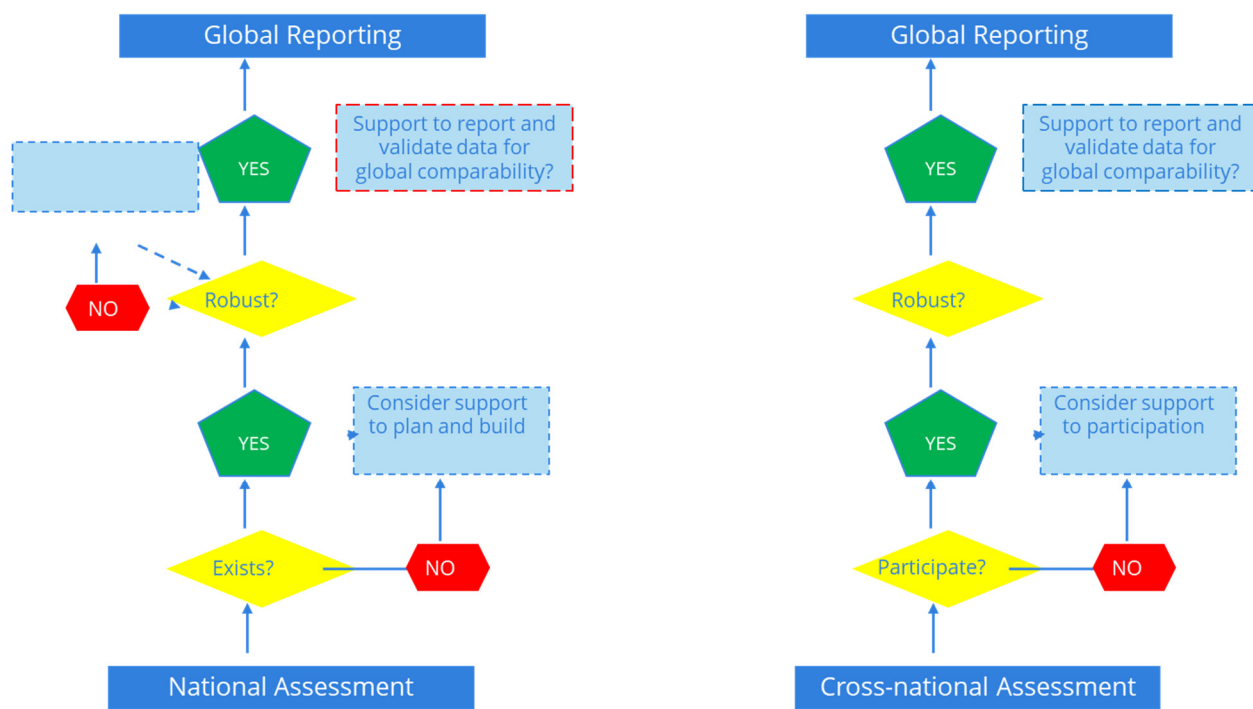 Global Reporting
YES
Support to report and
validate data for
global comparability?
Robust?
NO
YES
Consider support
to plan and build
Exists?
NO
National Assessment
Global Reporting
YES
Support to report and
validate data for
global comparability?
Robust?
YES
Consider support
to participation
Participate?
NO
Cross-national Assessment